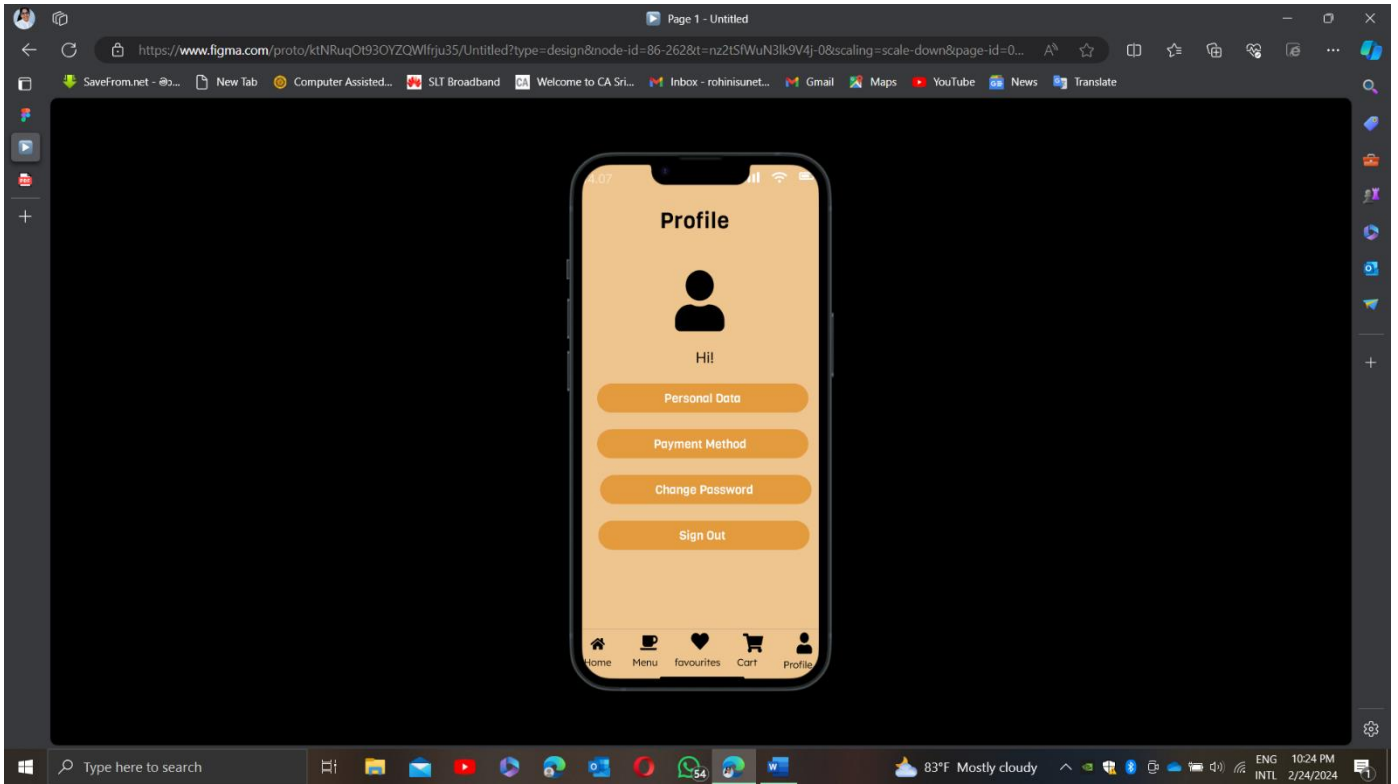 Page 1 - Untitled
https://www.figma.com/proto/ktNRuqOt93OYZQWlfrju35/Untitled?type=design&node-id=86-262&t=nz2tSfWuN3lk9V4j-0&scaling=scale-down&page-id=0...
SaveFrom.net - මා... New Tab Computer Assisted... SLT Broadband CA Welcome to CA Sri... Inbox - rohinisunet... Gmail Maps YouTube News Translate
Profile
Hi!
Personal Data
Payment Method
Change Password
Sign Out
Home Menu favourites Cart Profile
Type here to search
54
83°F Mostly cloudy
ENG 10:24 PM
INTL 2/24/2024
1